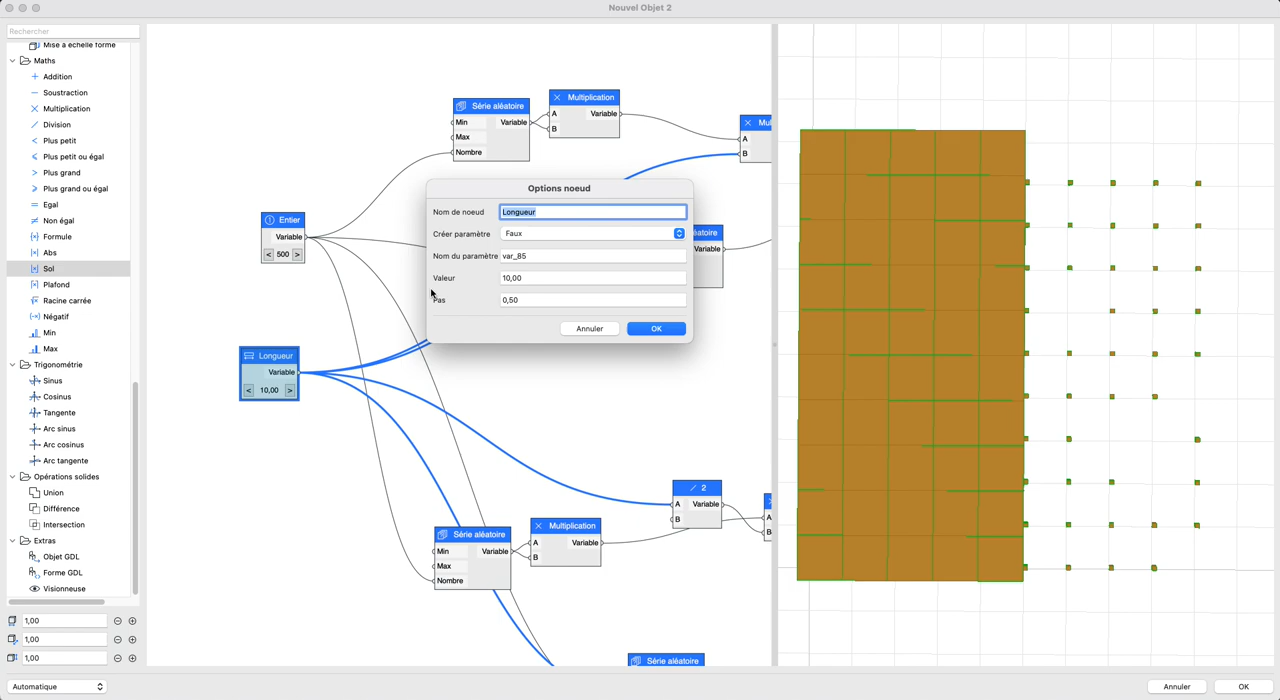 Nouvel Objet 2
Rechercher
Mise à échelle forme
Maths
Addition
Soustraction
Multiplication
Division
Plus petit
Plus petit ou égal
Plus grand
Plus grand ou égal
Egal
Non égal
Formule
Abs
Sol
Plafond
Racine carrée
Négatif
Min
Max
Trigonométrie
Sinus
Cosinus
Tangente
Arc sinus
Arc cosinus
Arc tangente
Opérations solides
Union
Différence
Intersection
Extras
Objet GDL
Forme GDL
Visionneuse
1,00
1,00
1,00
Automatique
Série aléatoire
Min Variable
Max
Nombre
Multiplication
A Variable
B
Mul
A
B
Entier
Variable
< 500 >
Longueur
Variable
< 10,00 >
Options noeud
Nom de noeud Longueur
Créer paramètre Faux
Nom du paramètre var_85
Valeur 10,00
Pas 0,50
Annuler OK
éatoire
Variable
/ 2
A Variable
B
A
B
Série aléatoire
Min Variable
Max
Nombre
Multiplication
A Variable
B
Série aléatoire
Annuler OK